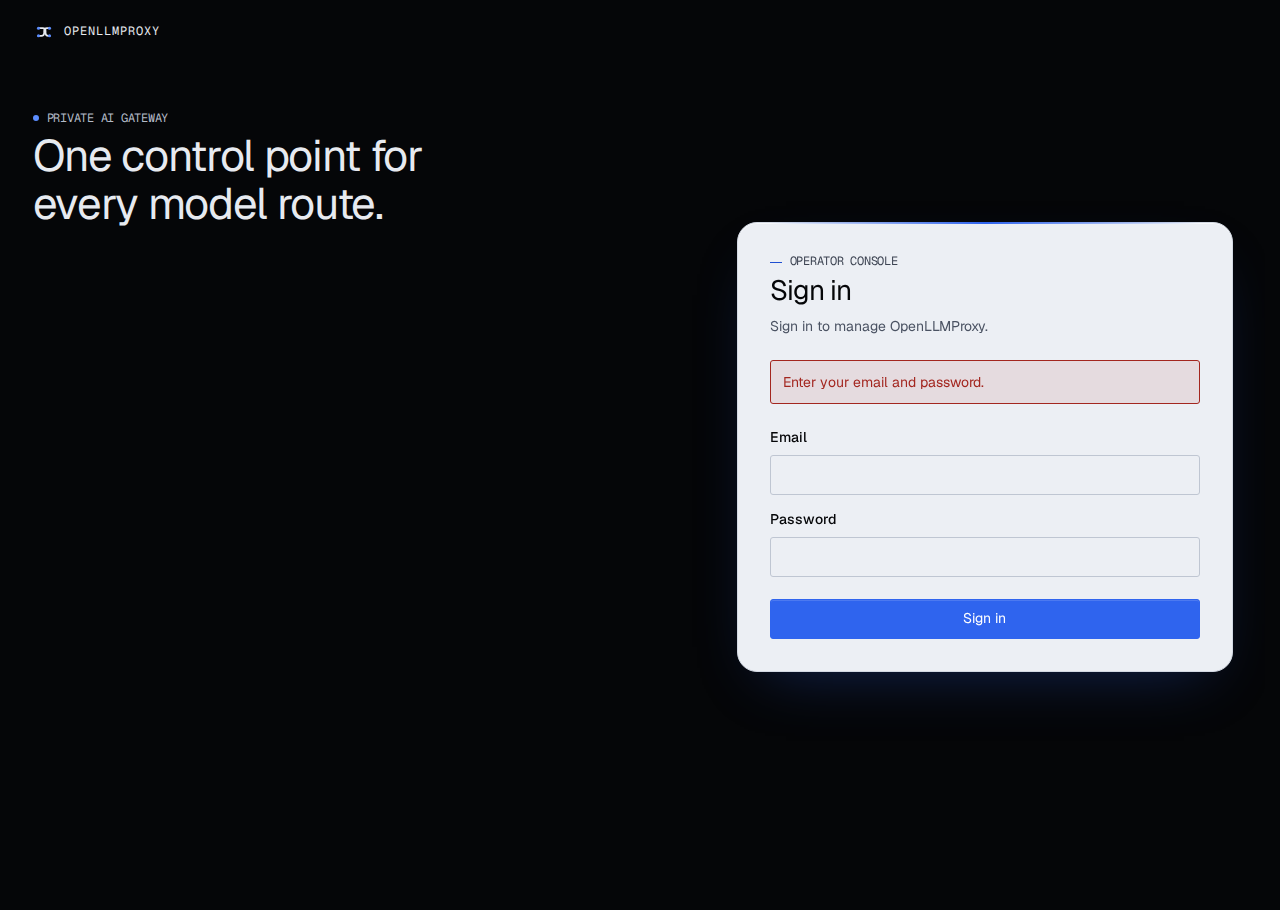 OPENLLMPROXY
PRIVATE AI GATEWAY
One control point for
every model route.
OPERATOR CONSOLE
Sign in
Sign in to manage OpenLLMProxy.
Enter your email and password.
Email
Password
Sign in